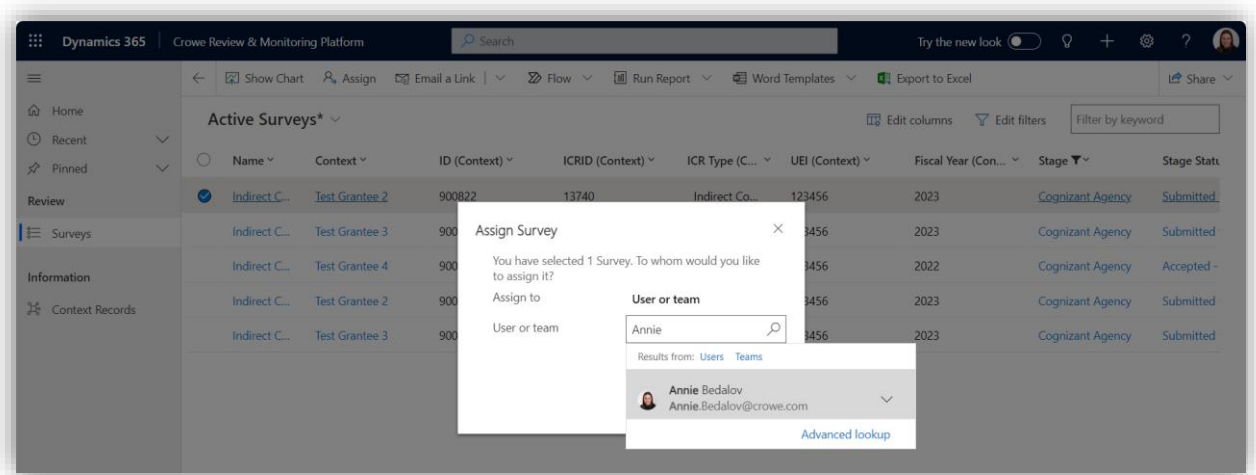 Dynamics 365 Crowe Review & Monitoring Platform Search Try the new look
Show Chart Assign Email a Link Flow Run Report Word Templates Export to Excel Share
Home
Recent
Pinned
Review
Surveys
Information
Context Records
Active Surveys* Edit columns Edit filters Filter by keyword
Name Context ID (Context) ICRID (Context) ICR Type (C... UEI (Context) Fiscal Year (Con... Stage Stage Statu
Indirect C... Test Grantee 2 900822 13740 Indirect Co... 123456 2023 Cognizant Agency Submitted
Indirect C... Test Grantee 3 900 3456 2023 Cognizant Agency Submitted
Indirect C... Test Grantee 4 900 3456 2022 Cognizant Agency Accepted -
Indirect C... Test Grantee 2 900 3456 2023 Cognizant Agency Submitted
Indirect C... Test Grantee 3 900 3456 2023 Cognizant Agency Submitted
Assign Survey
You have selected 1 Survey. To whom would you like
to assign it?
Assign to User or team
User or team Annie
Results from: Users Teams
Annie Bedalov
Annie.Bedalov@crowe.com
Advanced lookup